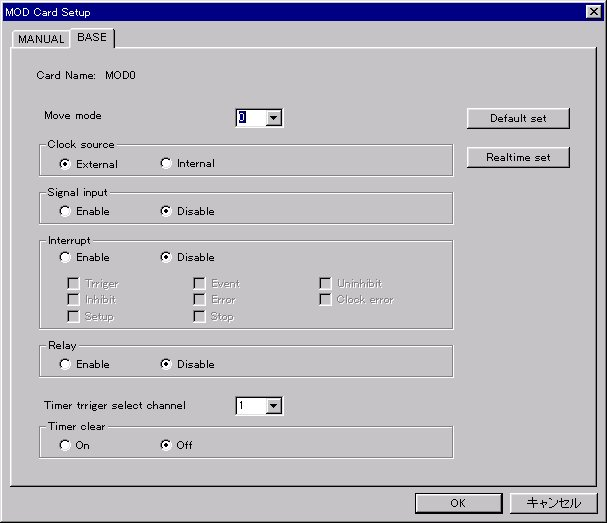 MOD Card Setup
MANUAL BASE
Card Name: MOD0
Move mode 0 Default set
Clock source
External Internal Realtime set
Signal input
Enable Disable
Interrupt
Enable Disable
Trriger Event Uninhibit
Inhibit Error Clock error
Setup Stop
Relay
Enable Disable
Timer trriger select channel 1
Timer clear
On Off
OK キャンセル